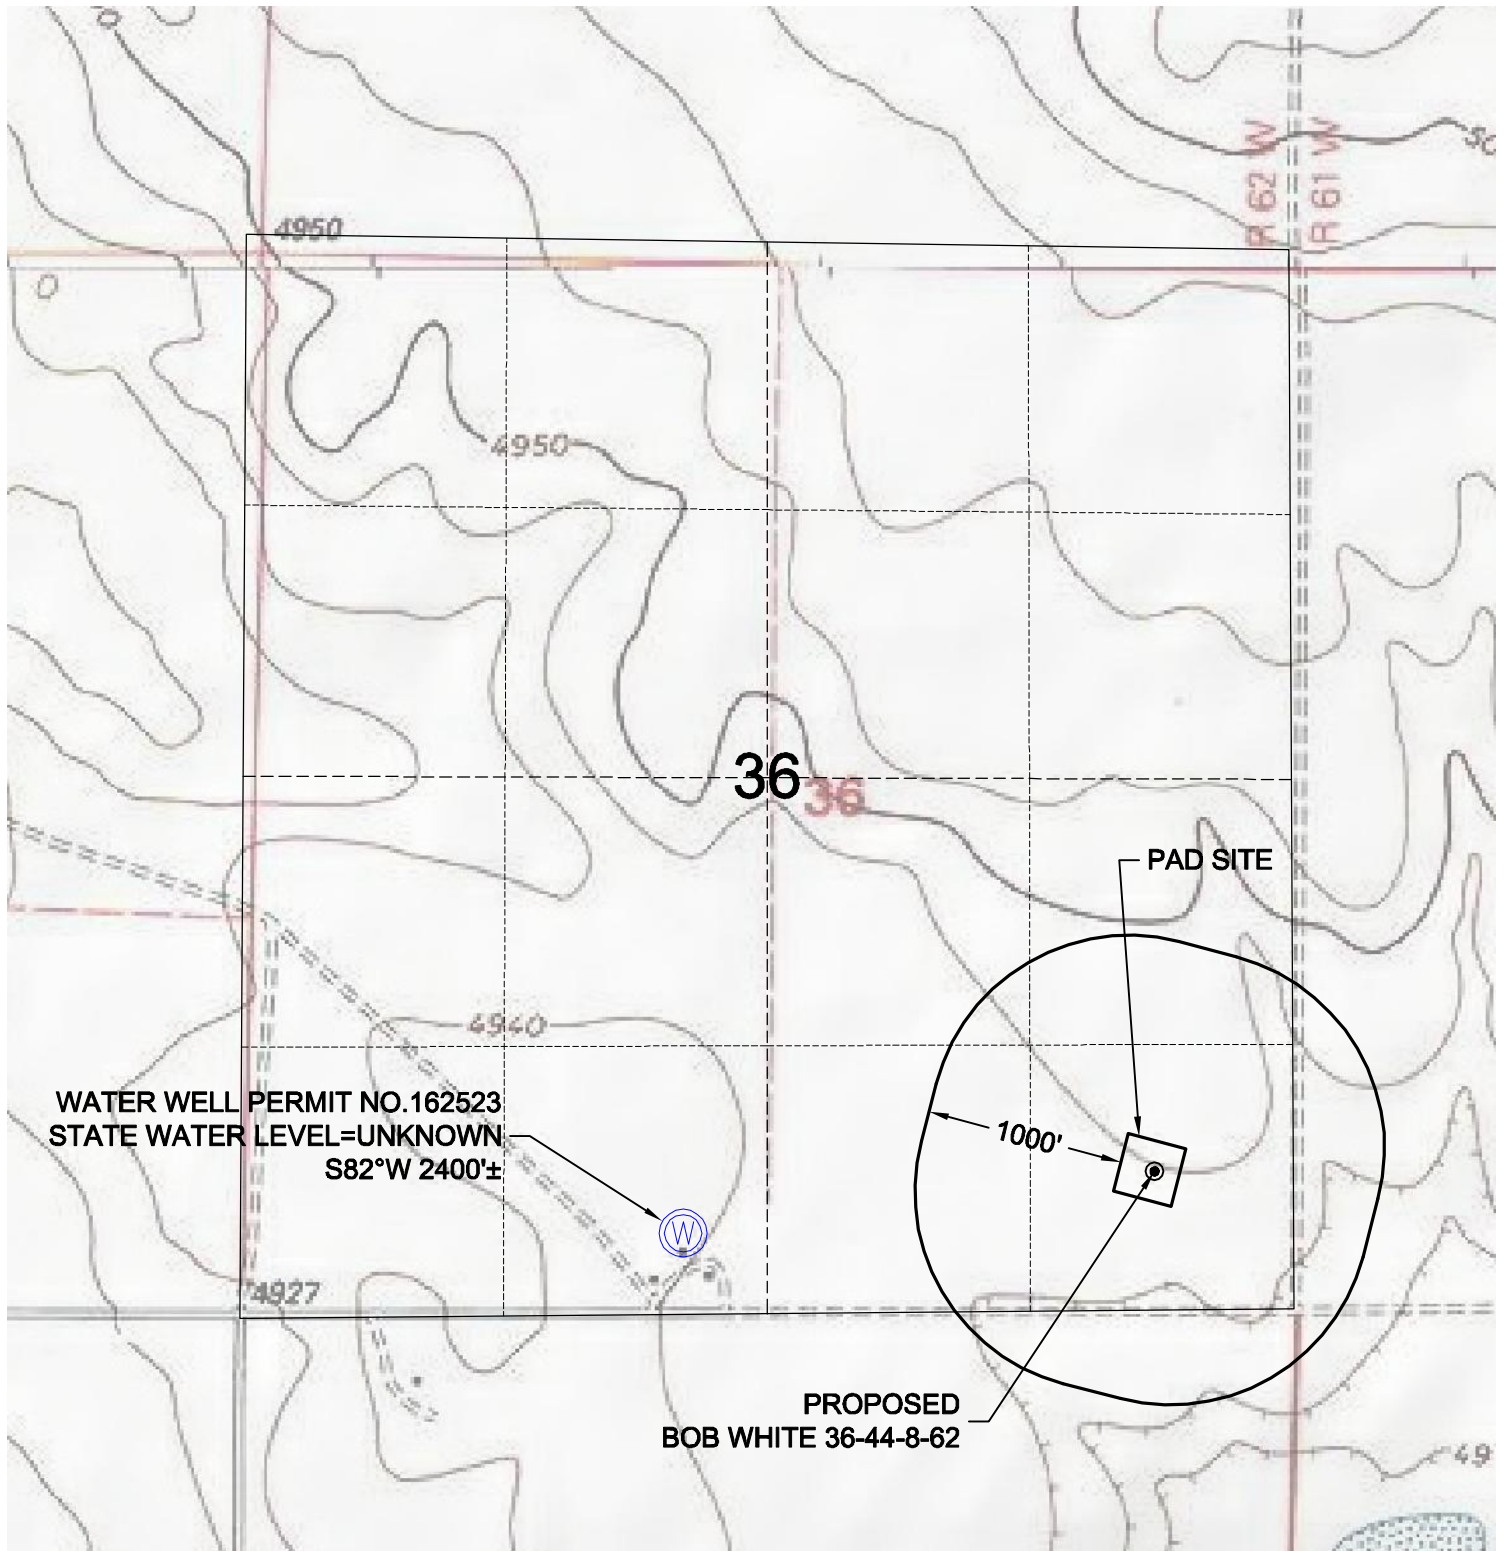 R 62 W
R 61 W
4950
4950
36
36
PAD SITE
4940
WATER WELL PERMIT NO.162523
STATE WATER LEVEL=UNKNOWN
S82°W 2400'±
1000'
W
4927
PROPOSED
BOB WHITE 36-44-8-62
49